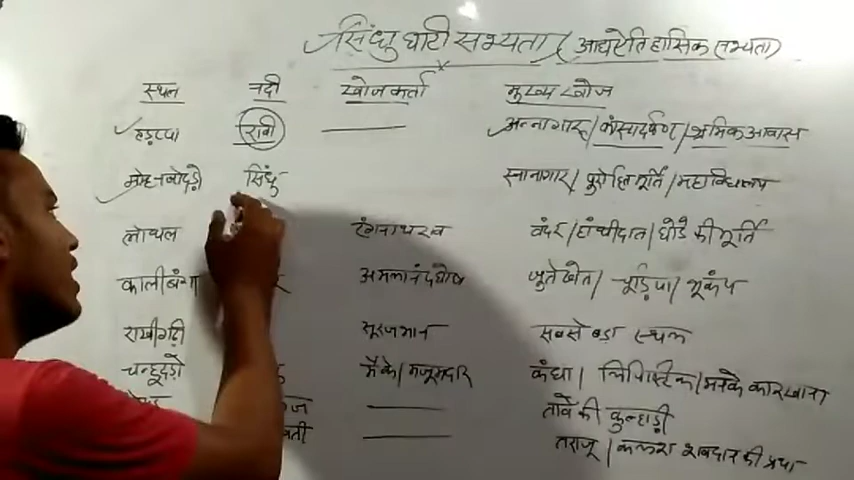 सिंधु घाटी सभ्यता (आद्यऐतिहासिक सभ्यता)
स्थल नदी खोजकर्ता मुख्य खोज
हड़प्पा रावी —— अन्नागार/कांस्यदर्पण/श्रमिक आवास
मोहनजोदड़ो सिंधु स्नानागार/पुरोहित मूर्ति/महाविद्यालय
लोथल रंगनाथ राव बंदर/हाथीदांत/घोडे की मूर्ति
कालीबंगा अमलानंद घोष जुते खेत/चूड़िया/भूकंप
राखीगढ़ी सूरजभान सबसे बड़ा स्थल
चन्हूदड़ो मैके/मजूमदार कंघा/लिपिस्टिक/मनके कारखाना
—— तांबे की कुल्हाड़ी
वती —— तराजू/कलश शवदान की प्रथा